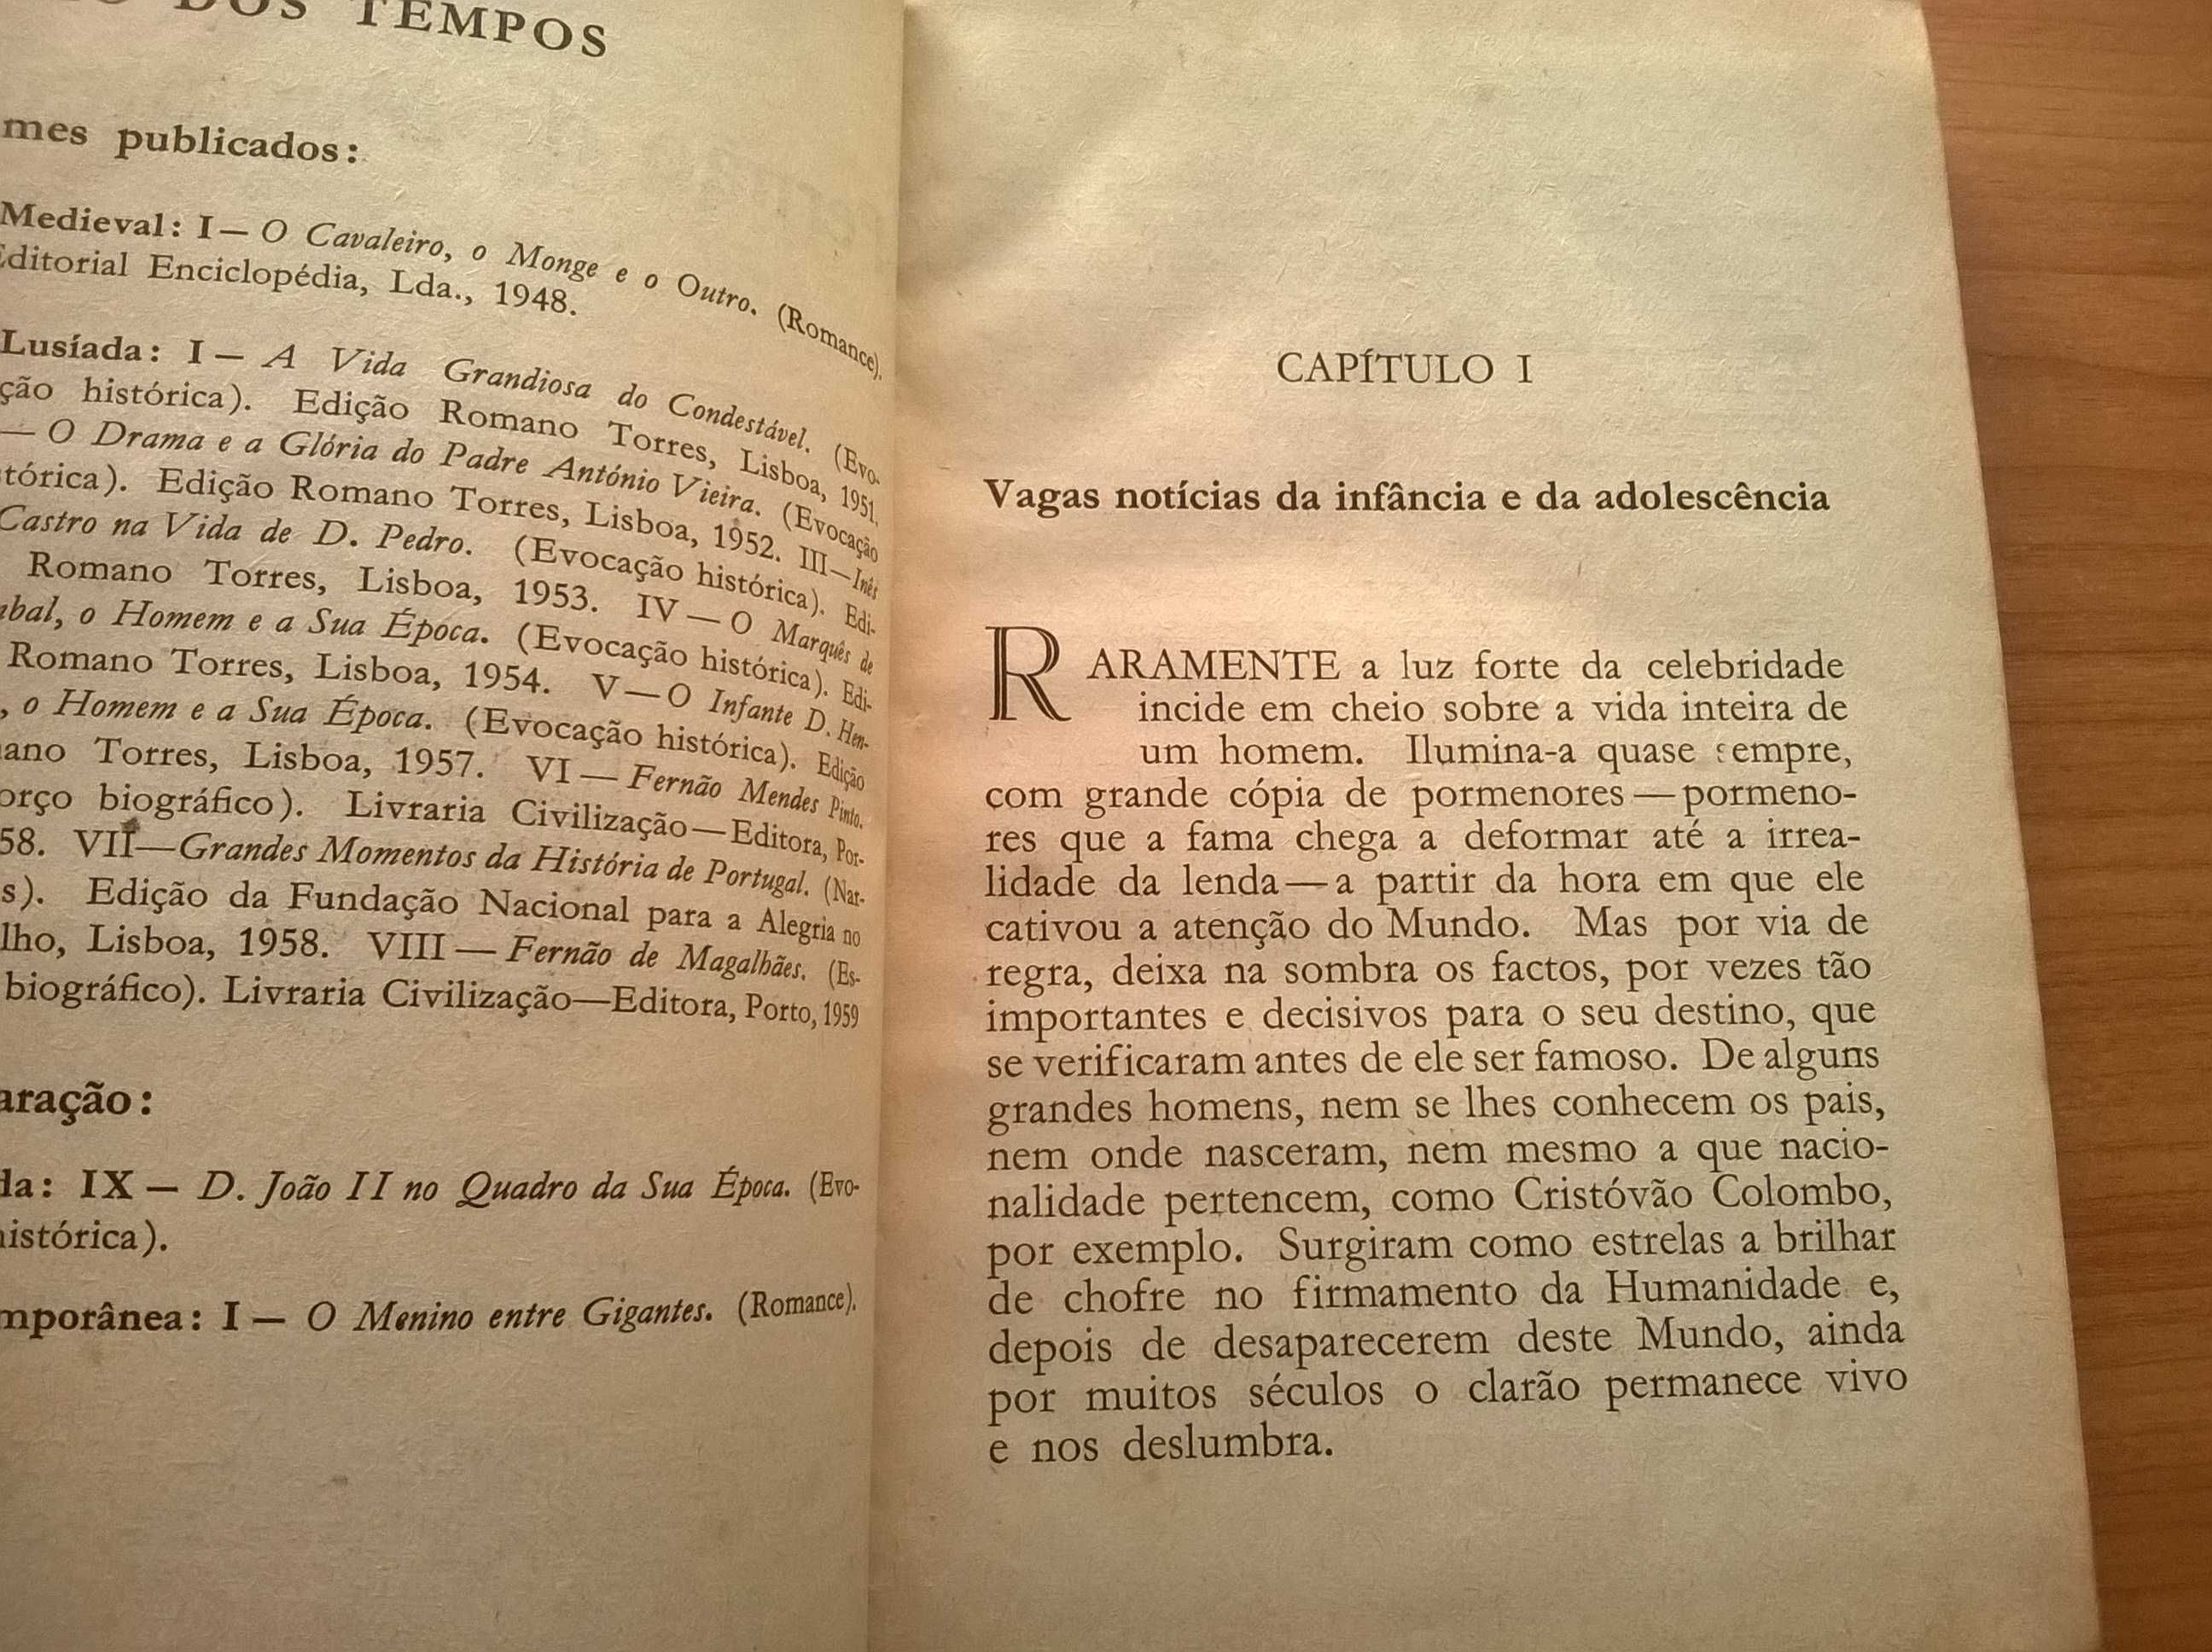 DOS TEMPOS
mes publicados:
Medieval: I — O Cavaleiro, o Monge e o Outro. (Romance).
Editorial Enciclopédia, Lda., 1948.
Lusíada: I — A Vida Grandiosa do Condestável. (Evo-
ção histórica). Edição Romano Torres, Lisboa, 1951.
— O Drama e a Glória do Padre António Vieira. (Evocação
tórica). Edição Romano Torres, Lisboa, 1952. III — Inês
Castro na Vida de D. Pedro. (Evocação histórica). Edi-
Romano Torres, Lisboa, 1953. IV — O Marquês de
bal, o Homem e a Sua Época. (Evocação histórica). Edi-
Romano Torres, Lisboa, 1954. V — O Infante D. Hen-
, o Homem e a Sua Época. (Evocação histórica). Edição
ano Torres, Lisboa, 1957. VI — Fernão Mendes Pinto.
orço biográfico). Livraria Civilização — Editora, Por-
58. VII — Grandes Momentos da História de Portugal. (Nar-
s). Edição da Fundação Nacional para a Alegria no
lho, Lisboa, 1958. VIII — Fernão de Magalhães. (Es-
biográfico). Livraria Civilização — Editora, Porto, 1959
aração:
da: IX — D. João II no Quadro da Sua Época. (Evo-
histórica).
mporânea: I — O Menino entre Gigantes. (Romance).
CAPÍTULO I
Vagas notícias da infância e da adolescência
RARAMENTE a luz forte da celebridade
incide em cheio sobre a vida inteira de
um homem. Ilumina-a quase sempre,
com grande cópia de pormenores — pormeno-
res que a fama chega a deformar até a irrea-
lidade da lenda — a partir da hora em que ele
cativou a atenção do Mundo. Mas por via de
regra, deixa na sombra os factos, por vezes tão
importantes e decisivos para o seu destino, que
se verificaram antes de ele ser famoso. De alguns
grandes homens, nem se lhes conhecem os pais,
nem onde nasceram, nem mesmo a que nacio-
nalidade pertencem, como Cristóvão Colombo,
por exemplo. Surgiram como estrelas a brilhar
de chofre no firmamento da Humanidade e,
depois de desaparecerem deste Mundo, ainda
por muitos séculos o clarão permanece vivo
e nos deslumbra.